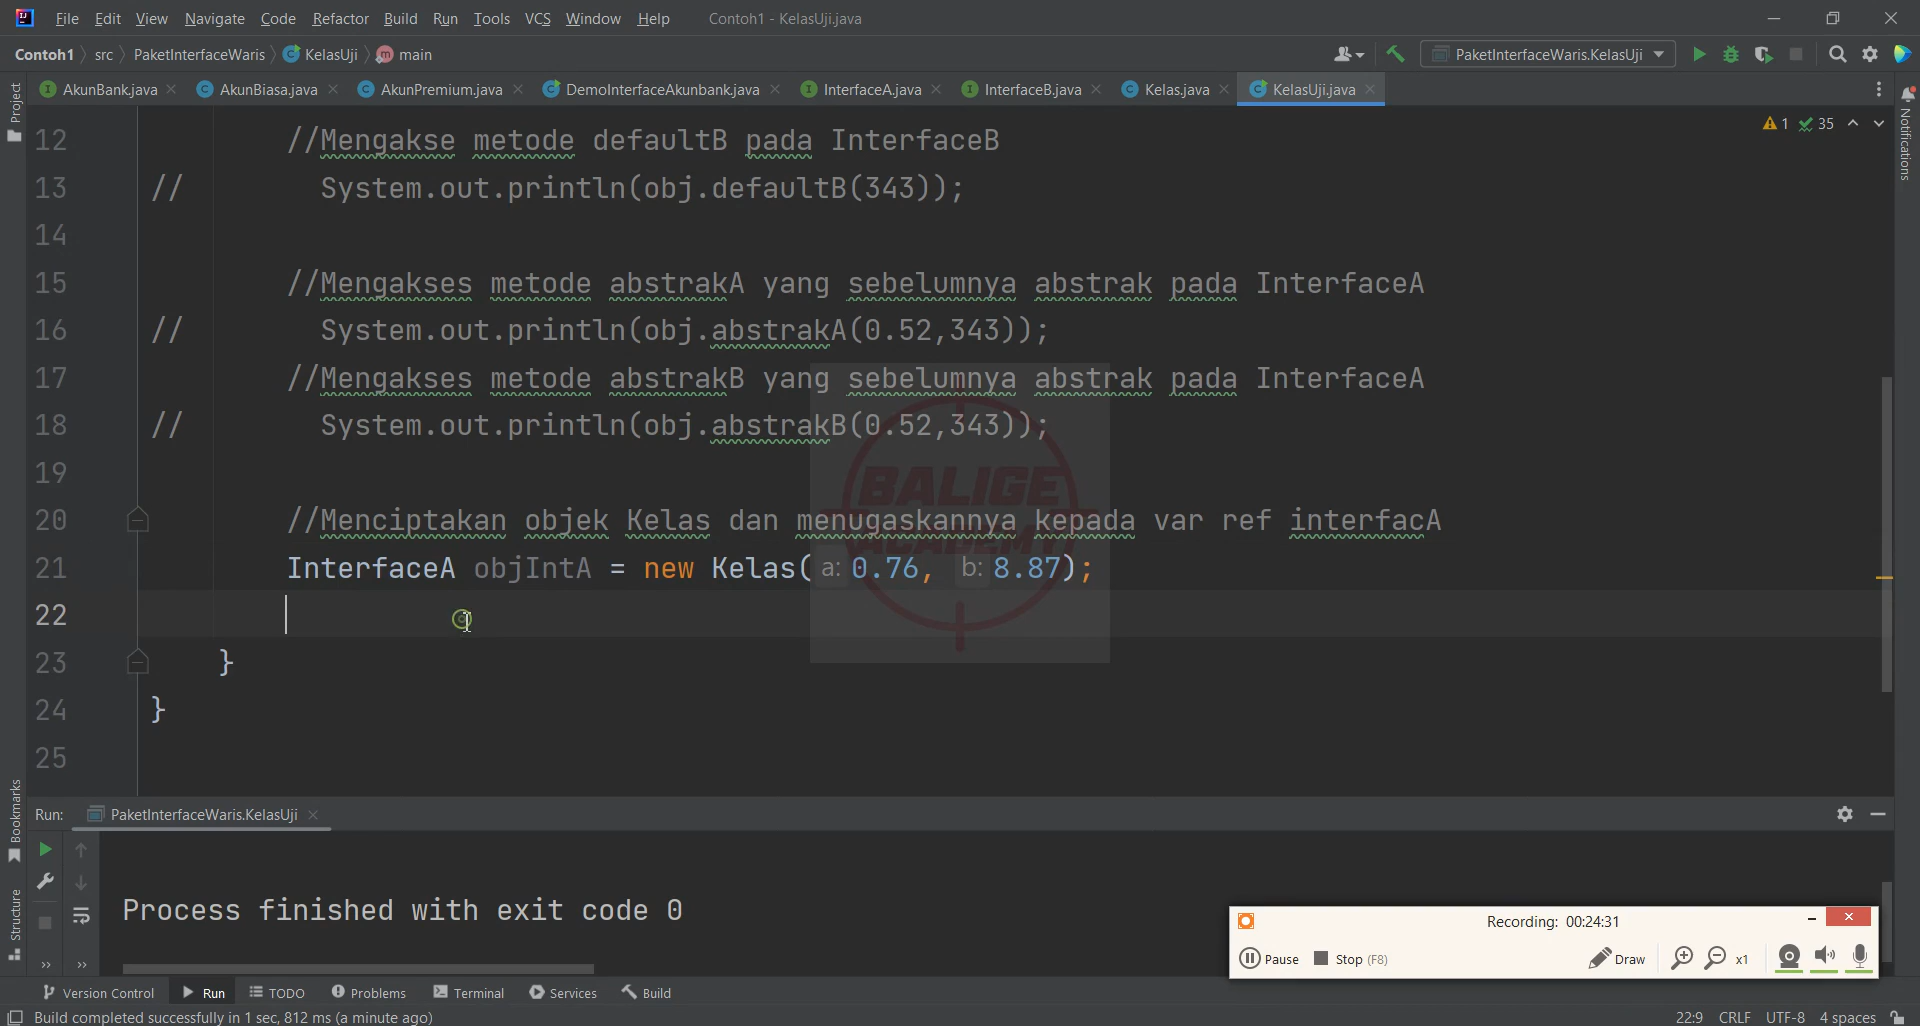 File Edit View Navigate Code Refactor Build Run Tools VCS Window Help Contoh1 - KelasUji.java
Contoh1 src PaketInterfaceWaris KelasUji m main PaketInterfaceWaris.KelasUji
Project
AkunBank.java AkunBiasa.java AkunPremium.java DemoInterfaceAkunbank.java InterfaceA.java InterfaceB.java Kelas.java KelasUji.java
Notifications
1 35
12 //Mengakse metode defaultB pada InterfaceB
13 // System.out.println(obj.defaultB(343));
14
15 //Mengakses metode abstrakA yang sebelumnya abstrak pada InterfaceA
16 // System.out.println(obj.abstrakA(0.52,343));
17 //Mengakses metode abstrakB yang sebelumnya abstrak pada InterfaceA
18 // System.out.println(obj.abstrakB(0.52,343));
19
20 //Menciptakan objek Kelas dan menugaskannya kepada var ref interfacA
21 InterfaceA objIntA = new Kelas( a: 0.76, b: 8.87);
22
23 }
24 }
25
BALIGE
ACADEMY
Bookmarks
Structure
Run: PaketInterfaceWaris.KelasUji
Process finished with exit code 0
Recording: 00:24:31
Pause Stop (F8) Draw x1
Version Control Run TODO Problems Terminal Services Build
Build completed successfully in 1 sec, 812 ms (a minute ago) 22:9 CRLF UTF-8 4 spaces